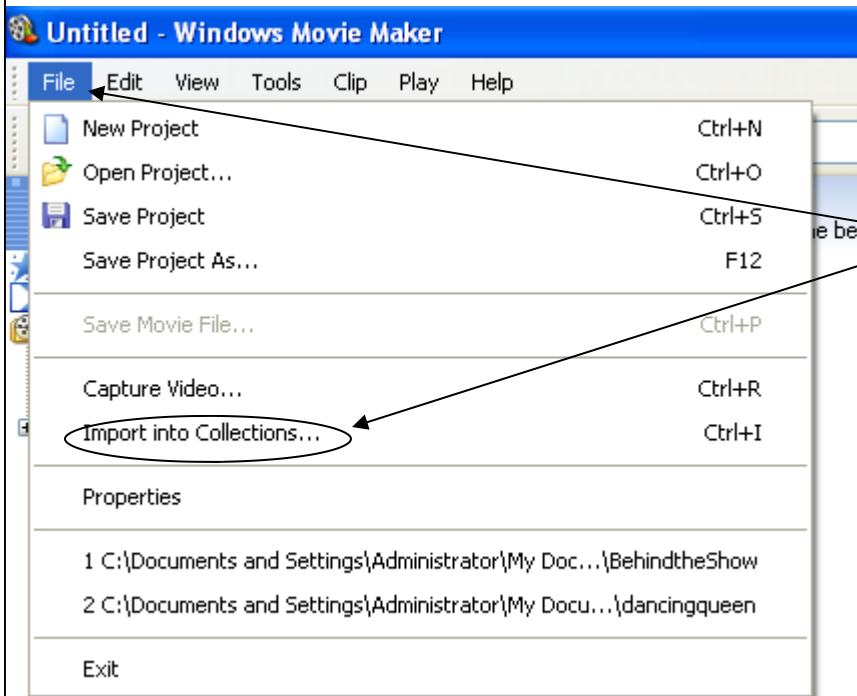 Untitled - Windows Movie Maker
File Edit View Tools Clip Play Help
New Project Ctrl+N
Open Project... Ctrl+O
Save Project Ctrl+S
e be
Save Project As... F12
Save Movie File... Ctrl+P
Capture Video... Ctrl+R
Import into Collections... Ctrl+I
Properties
1 C:\Documents and Settings\Administrator\My Doc...\BehindtheShow
2 C:\Documents and Settings\Administrator\My Docu...\dancingqueen
Exit